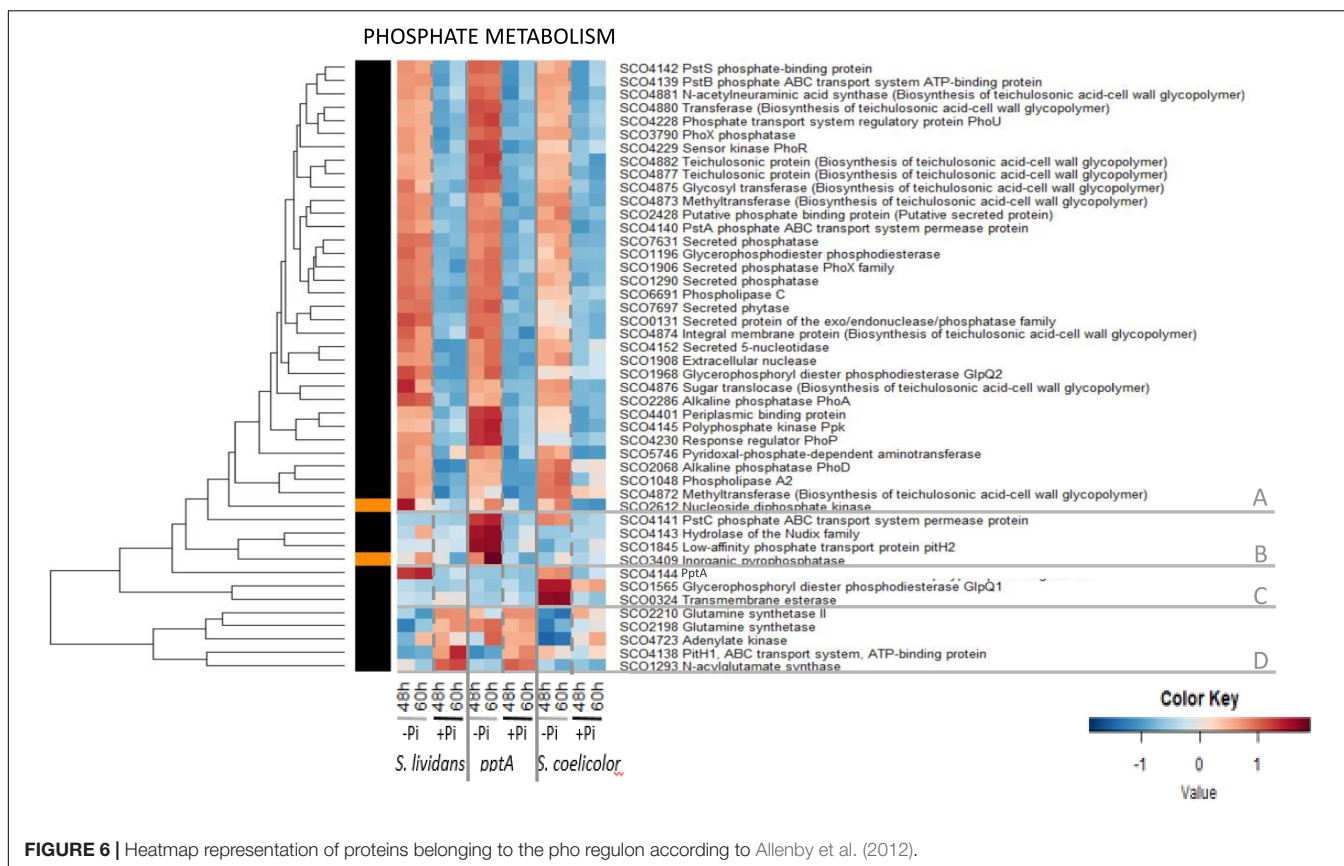 PHOSPHATE METABOLISM
SCO4142 PstS phosphate-binding protein
SCO4139 PstB phosphate ABC transport system ATP-binding protein
SCO4881 N-acetylneuraminic acid synthase (Biosynthesis of teichulosonic acid-cell wall glycopolymer)
SCO4880 Transferase (Biosynthesis of teichulosonic acid-cell wall glycopolymer)
SCO4228 Phosphate transport system regulatory protein PhoU
SCO3790 PhoX phosphatase
SCO4229 Sensor kinase PhoR
SCO4882 Teichulosonic protein (Biosynthesis of teichulosonic acid-cell wall glycopolymer)
SCO4877 Teichulosonic protein (Biosynthesis of teichulosonic acid-cell wall glycopolymer)
SCO4875 Glycosyl transferase (Biosynthesis of teichulosonic acid-cell wall glycopolymer)
SCO4873 Methyltransferase (Biosynthesis of teichulosonic acid-cell wall glycopolymer)
SCO2428 Putative phosphate binding protein (Putative secreted protein)
SCO4140 PstA phosphate ABC transport system permease protein
SCO7631 Secreted phosphatase
SCO1196 Glycerophosphodiester phosphodiesterase
SCO1906 Secreted phosphatase PhoX family
SCO1290 Secreted phosphatase
SCO6691 Phospholipase C
SCO7697 Secreted phytase
SCO0131 Secreted protein of the exo/endonuclease/phosphatase family
SCO4874 Integral membrane protein (Biosynthesis of teichulosonic acid-cell wall glycopolymer)
SCO4152 Secreted 5-nucleotidase
SCO1908 Extracellular nuclease
SCO1968 Glycerophosphoryl diester phosphodiesterase GlpQ2
SCO4876 Sugar translocase (Biosynthesis of teichulosonic acid-cell wall glycopolymer)
SCO2286 Alkaline phosphatase PhoA
SCO4401 Periplasmic binding protein
SCO4145 Polyphosphate kinase Ppk
SCO4230 Response regulator PhoP
SCO5746 Pyridoxal-phosphate-dependent aminotransferase
SCO2068 Alkaline phosphatase PhoD
SCO1048 Phospholipase A2
SCO4872 Methyltransferase (Biosynthesis of teichulosonic acid-cell wall glycopolymer)
SCO2612 Nucleoside diphosphate kinase A
SCO4141 PstC phosphate ABC transport system permease protein
SCO4143 Hydrolase of the Nudix family
SCO1845 Low-affinity phosphate transport protein pitH2
SCO3409 Inorganic pyrophosphatase B
SCO4144 PptA
SCO1565 Glycerophosphoryl diester phosphodiesterase GlpQ1
SCO0324 Transmembrane esterase C
SCO2210 Glutamine synthetase II
SCO2198 Glutamine synthetase
SCO4723 Adenylate kinase
SCO4138 PitH1, ABC transport system, ATP-binding protein
SCO1293 N-acylglutamate synthase D
48h 60h 48h 60h 48h 60h 48h 60h 48h 60h 48h 60h
-Pi +Pi -Pi +Pi -Pi +Pi
S. lividans pptA S. coelicolor
Color Key
-1 0 1
Value
FIGURE 6 | Heatmap representation of proteins belonging to the pho regulon according to Allenby et al. (2012).